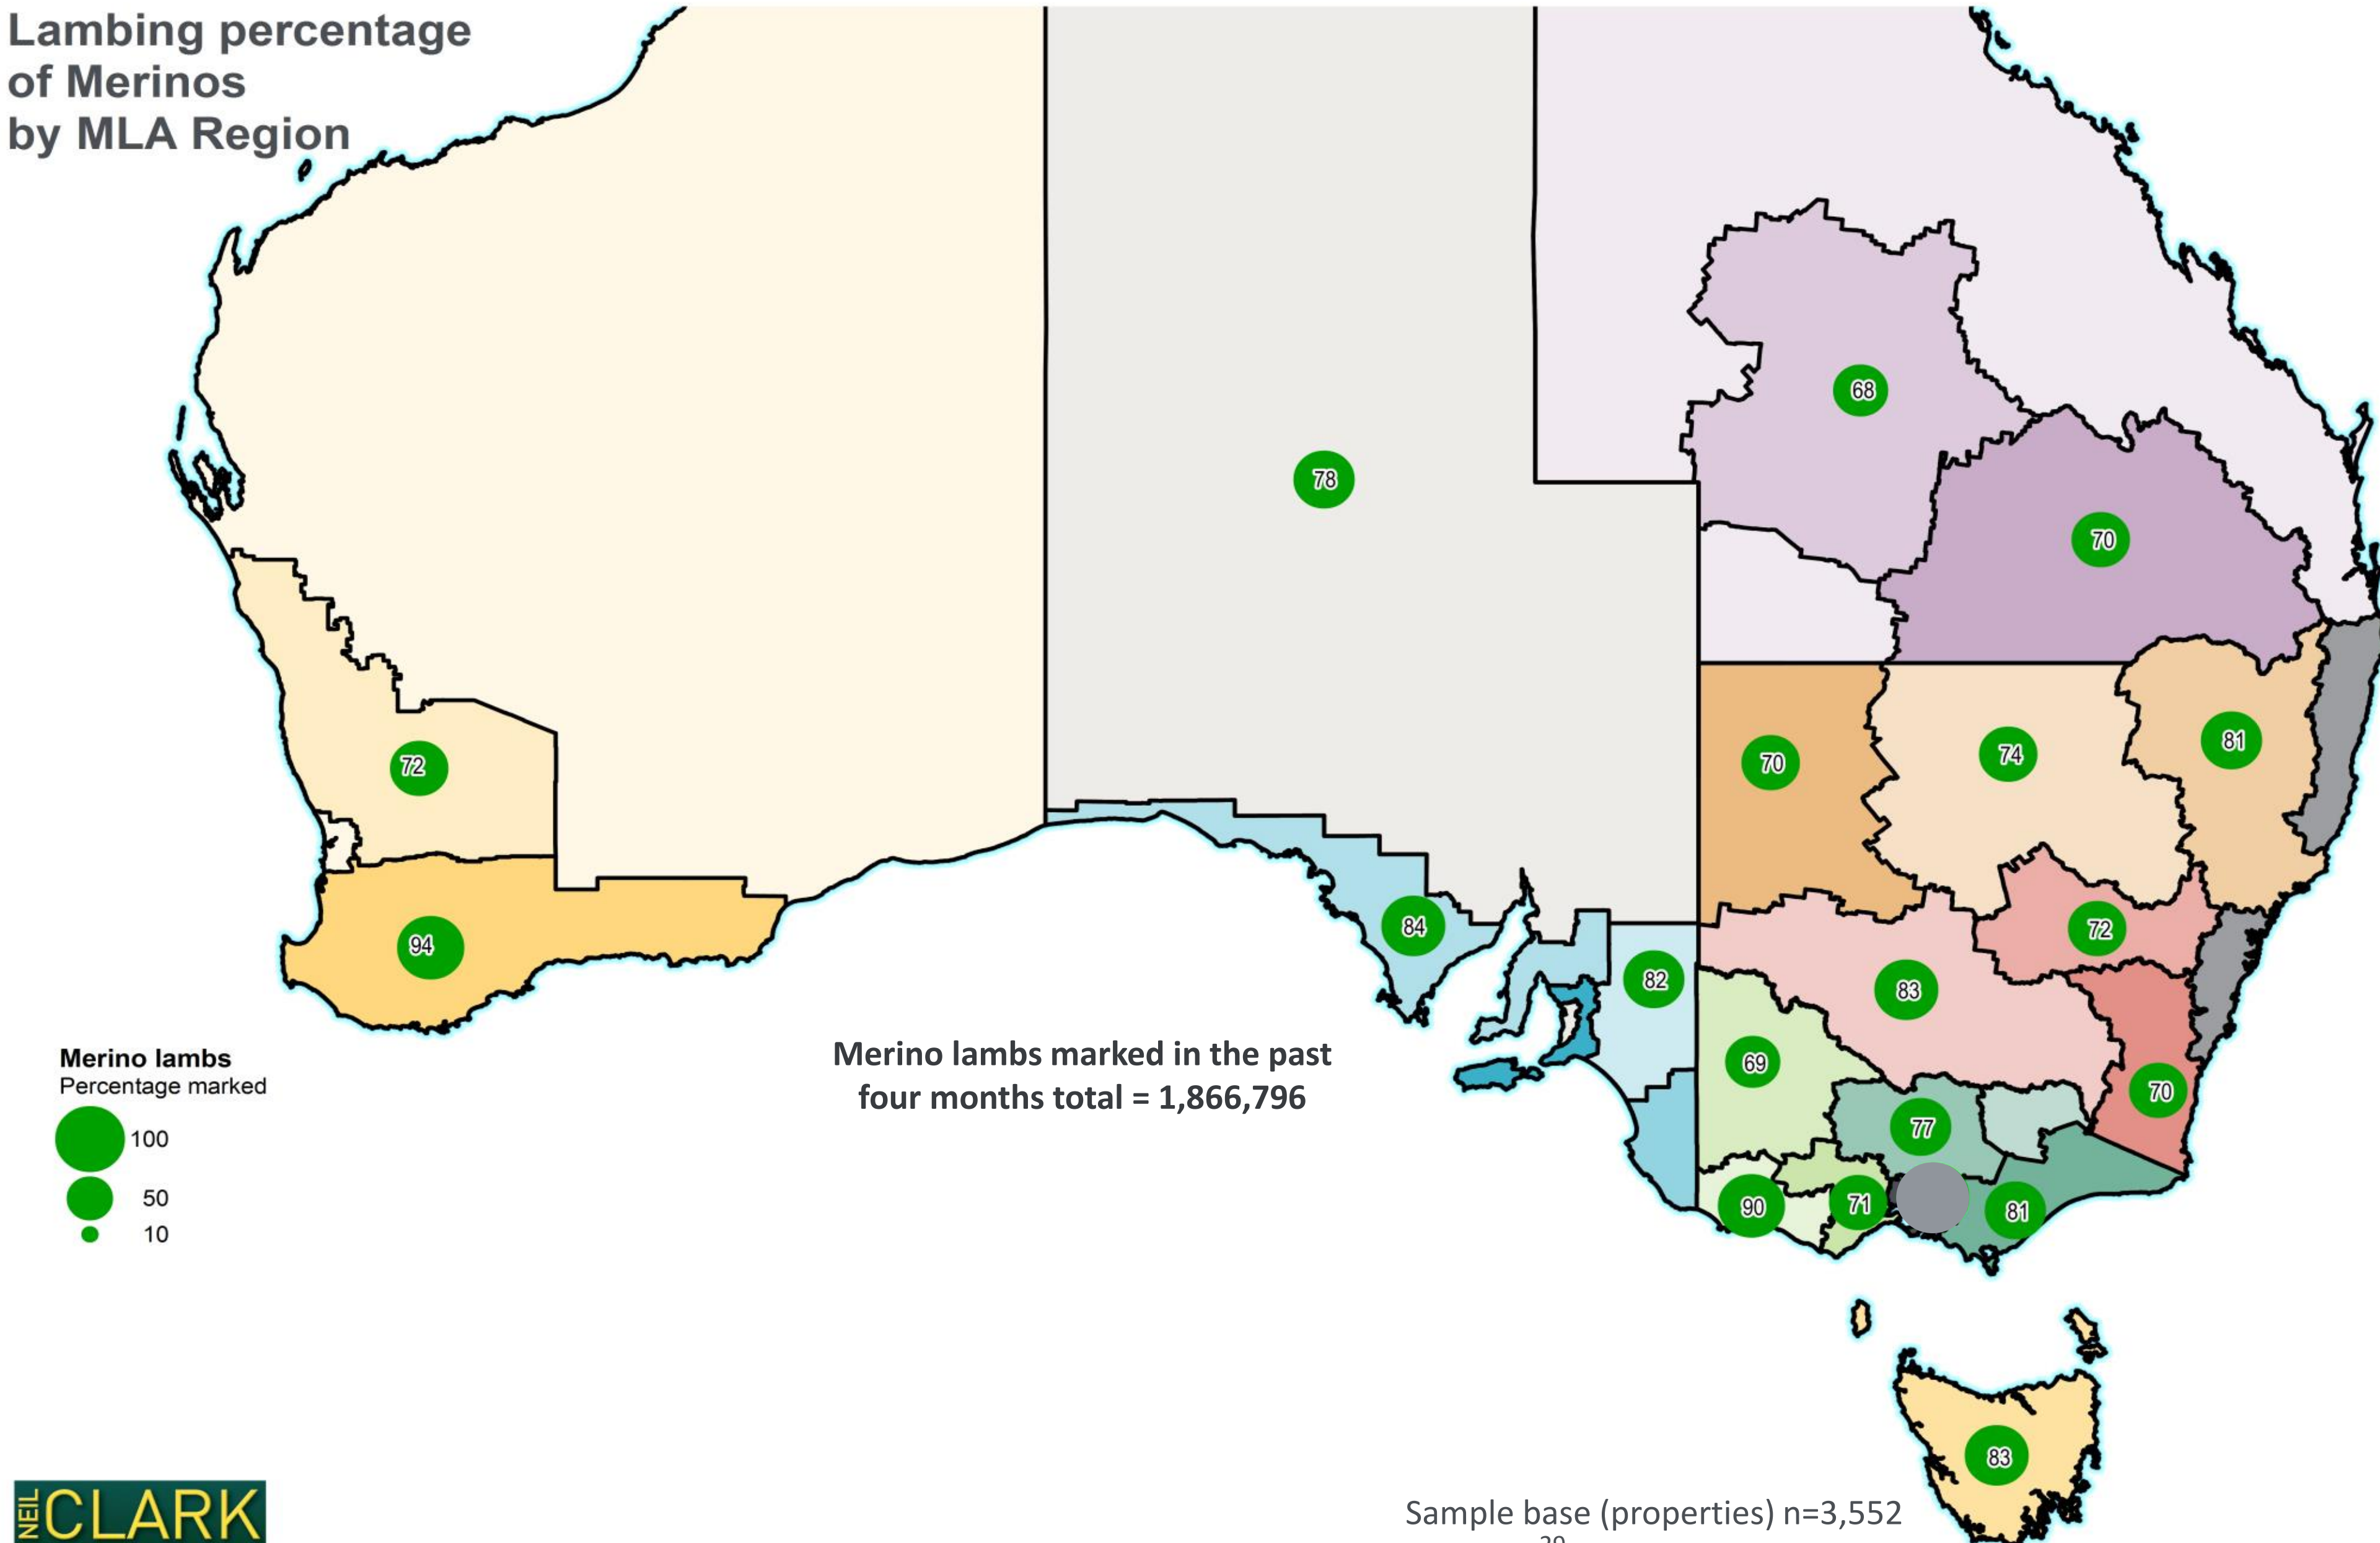 Lambing percentage
of Merinos
by MLA Region
68
78
70
81
74
70
72
72
84
94
82
83
69
70
77
90
71
81
Merino lambs
Percentage marked
100
50
10
Merino lambs marked in the past
four months total = 1,866,796
83
NEIL CLARK
Sample base (properties) n=3,552